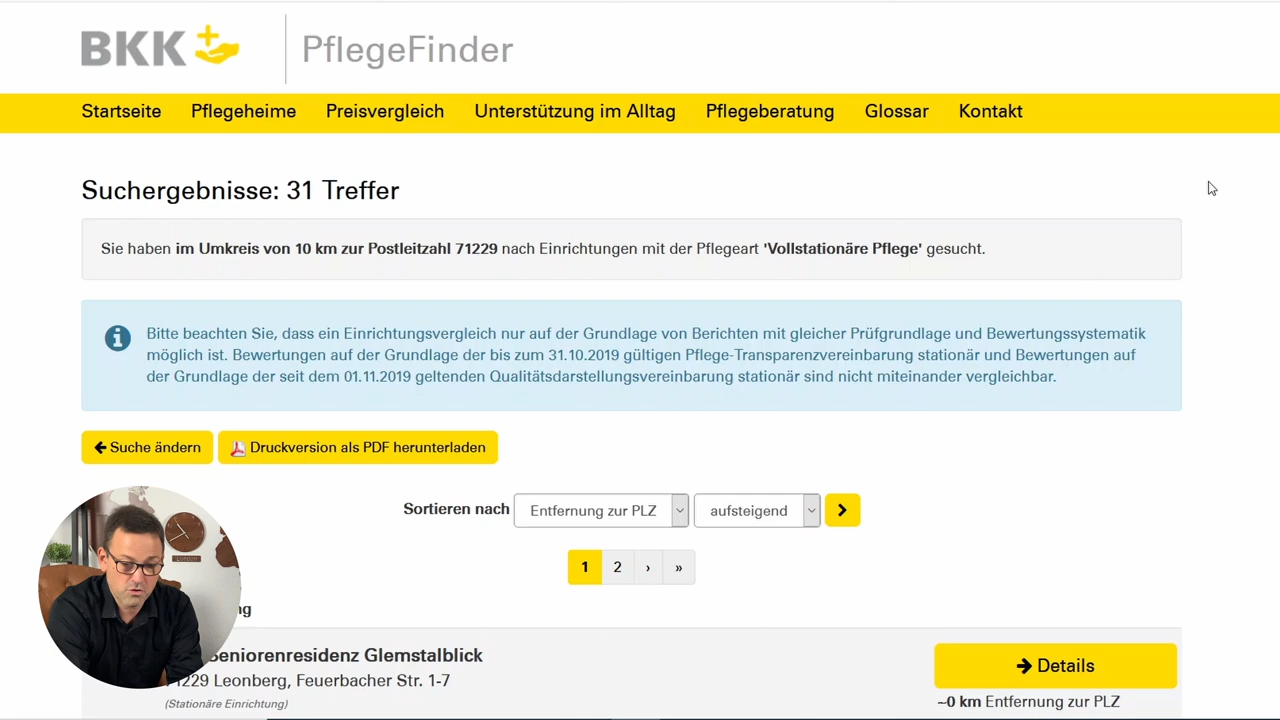 BKK PflegeFinder
Startseite Pflegeheime Preisvergleich Unterstützung im Alltag Pflegeberatung Glossar Kontakt
Suchergebnisse: 31 Treffer
Sie haben im Umkreis von 10 km zur Postleitzahl 71229 nach Einrichtungen mit der Pflegeart 'Vollstationäre Pflege' gesucht.
Bitte beachten Sie, dass ein Einrichtungsvergleich nur auf der Grundlage von Berichten mit gleicher Prüfgrundlage und Bewertungssystematik
möglich ist. Bewertungen auf der Grundlage der bis zum 31.10.2019 gültigen Pflege-Transparenzvereinbarung stationär und Bewertungen auf
der Grundlage der seit dem 01.11.2019 geltenden Qualitätsdarstellungsvereinbarung stationär sind nicht miteinander vergleichbar.
Suche ändern Druckversion als PDF herunterladen
Sortieren nach Entfernung zur PLZ aufsteigend
1 2 › »
Seniorenresidenz Glemstalblick
Details
71229 Leonberg, Feuerbacher Str. 1-7
(Stationäre Einrichtung)
~0 km Entfernung zur PLZ